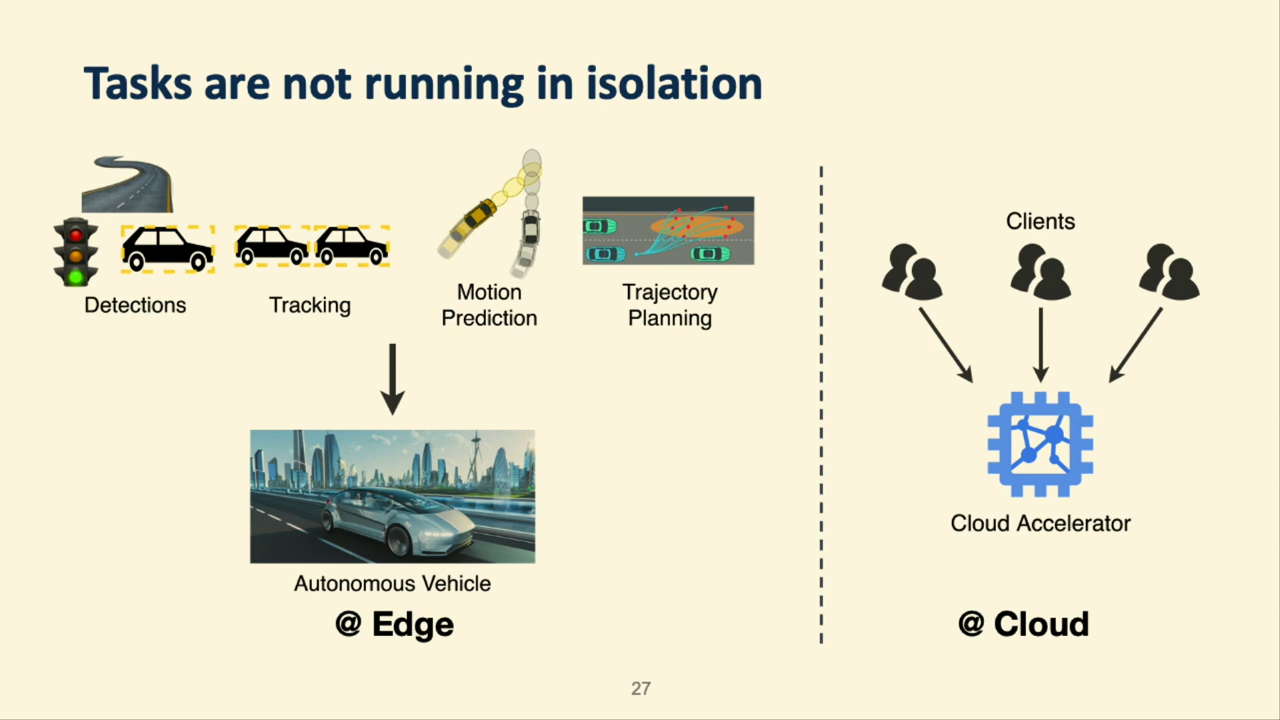 Tasks are not running in isolation
Detections
Tracking
Motion
Prediction
Trajectory
Planning
Autonomous Vehicle
@ Edge
Clients
Cloud Accelerator
@ Cloud
27